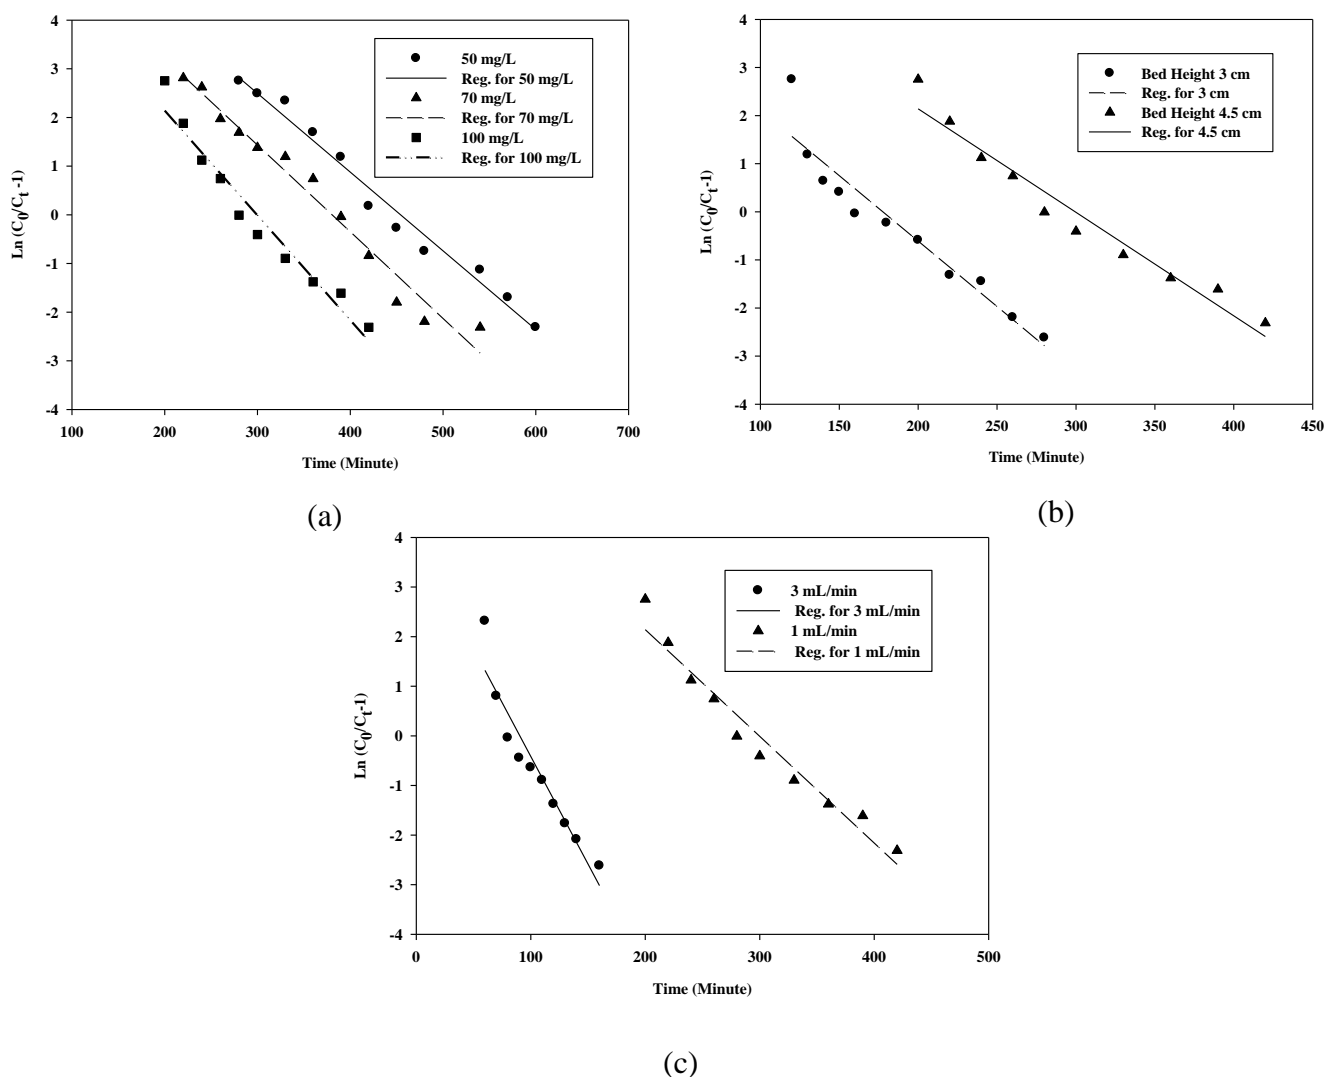 4
3
2
1
0
-1
-2
-3
-4
Ln (C0/Ct -1)
50 mg/L
Reg. for 50 mg/L
70 mg/L
Reg. for 70 mg/L
100 mg/L
Reg. for 100 mg/L
100 200 300 400 500 600 700
Time (Minute)
(a)
4
3
2
1
0
-1
-2
-3
-4
Ln (C0/Ct-1)
Bed Height 3 cm
Reg. for 3 cm
Bed Height 4.5 cm
Reg. for 4.5 cm
100 150 200 250 300 350 400 450
Time (Minute)
(b)
4
3
2
1
0
-1
-2
-3
-4
Ln (C0/Ct-1)
3 mL/min
Reg. for 3 mL/min
1 mL/min
Reg. for 1 mL/min
0 100 200 300 400 500
Time (Minute)
(c)